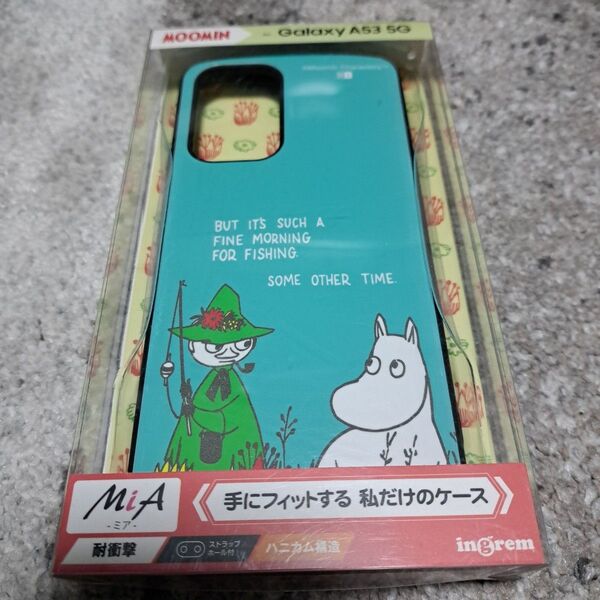 MOOMIN
Galaxy A53 5G
©Moomin Characters™
BUT IT'S SUCH A
FINE MORNING
FOR FISHING.
SOME OTHER TIME.
MiA
-ミア-
手にフィットする 私だけのケース
耐衝撃
ストラップ
ホール付
ハニカム構造
ingrem